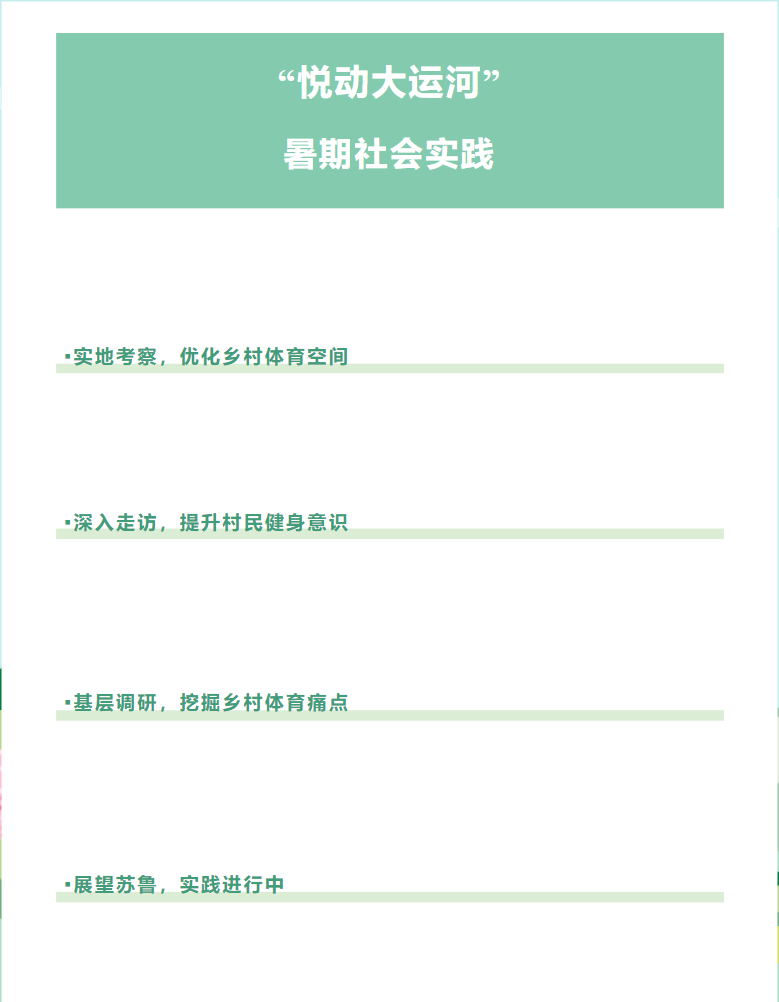 “悦动大运河”
暑期社会实践
▪实地考察，优化乡村体育空间
▪深入走访，提升村民健身意识
▪基层调研，挖掘乡村体育痛点
▪展望苏鲁，实践进行中